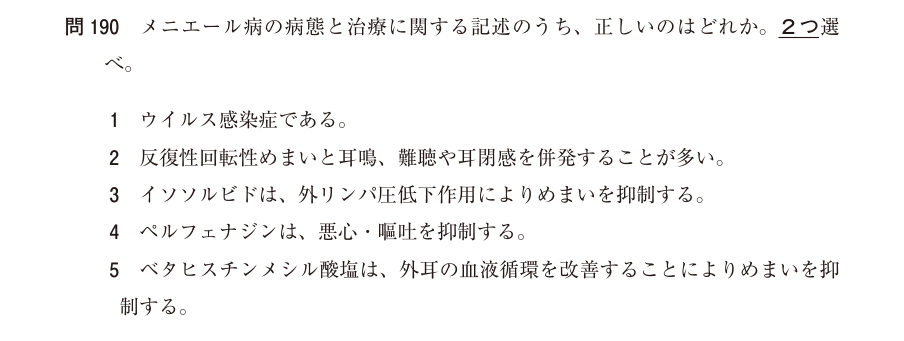 問 190 メニエール病の病態と治療に関する記述のうち、正しいのはどれか。２つ選
べ。
1 ウイルス感染症である。
2 反復性回転性めまいと耳鳴、難聴や耳閉感を併発することが多い。
3 イソソルビドは、外リンパ圧低下作用によりめまいを抑制する。
4 ペルフェナジンは、悪心・嘔吐を抑制する。
5 ベタヒスチンメシル酸塩は、外耳の血液循環を改善することによりめまいを抑
制する。